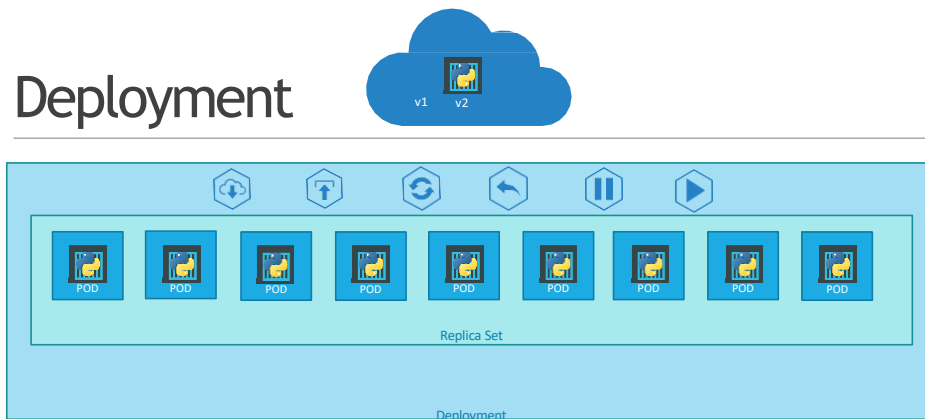 Deployment
v1 v2
POD POD POD POD POD POD POD POD POD
Replica Set
Deployment